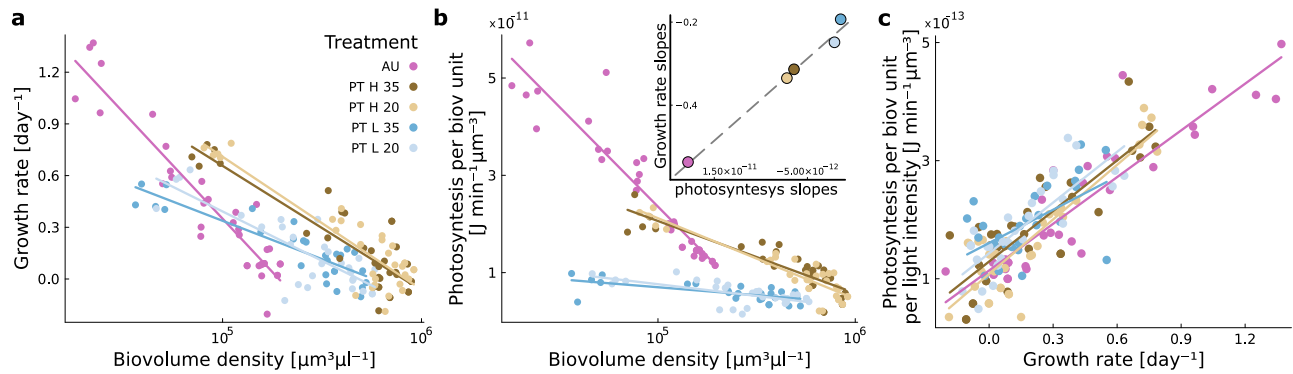 a
Growth rate [day⁻¹]
1.2
0.9
0.6
0.3
0.0
10⁵
10⁶
Biovolume density [μm³μl⁻¹]
Treatment
AU
PT H 35
PT H 20
PT L 35
PT L 20
b
×10⁻¹¹
Photosyntesis per biov unit
[J min⁻¹μm⁻³]
5
3
1
10⁵
10⁶
Biovolume density [μm³μl⁻¹]
Growth rate slopes
−0.2
−0.4
1.50×10⁻¹¹
-5.00×10⁻¹²
photosyntesys slopes
c
×10⁻¹³
Photosyntesis per biov unit
per light intensity [J min⁻¹μm⁻³]
5
3
1
0.0
0.3
0.6
0.9
1.2
Growth rate [day⁻¹]